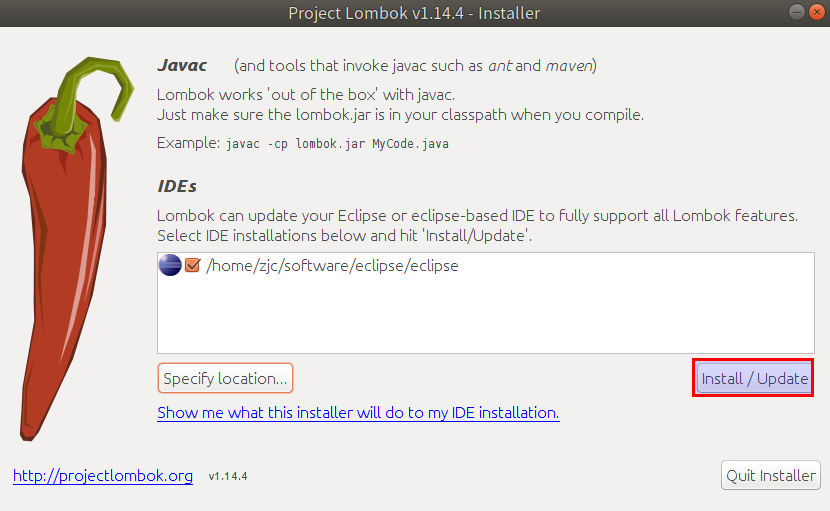 Project Lombok v1.14.4 - Installer
Javac (and tools that invoke javac such as ant and maven)
Lombok works 'out of the box' with javac.
Just make sure the lombok.jar is in your classpath when you compile.
Example: javac -cp lombok.jar MyCode.java
IDEs
Lombok can update your Eclipse or eclipse-based IDE to fully support all Lombok features.
Select IDE installations below and hit 'Install/Update'.
/home/zjc/software/eclipse/eclipse
Specify location... Install / Update
Show me what this installer will do to my IDE installation.
http://projectlombok.org v1.14.4 Quit Installer